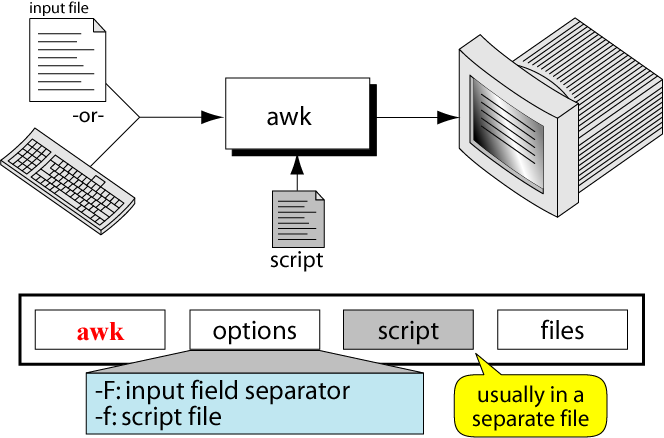 input file
-or-
awk
script
awk
options
script
files
-F: input field separator
-f: script file
usually in a
separate file